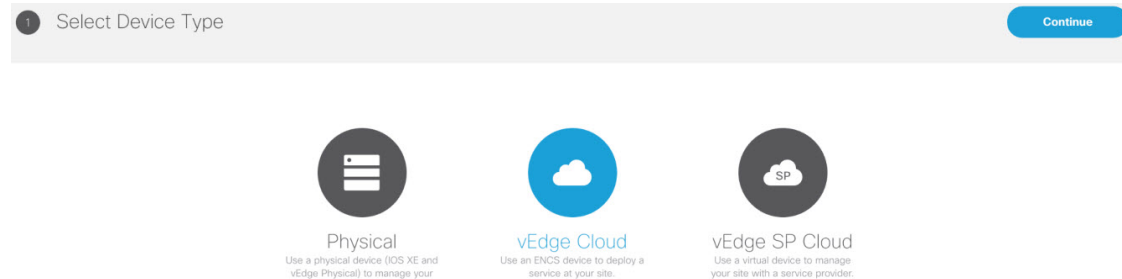 1 Select Device Type
Continue
SP
Physical
vEdge Cloud
vEdge SP Cloud
Use a physical device (IOS XE and
vEdge Physical) to manage your
Use an ENCS device to deploy a
service at your site.
Use a virtual device to manage
your site with a service provider.